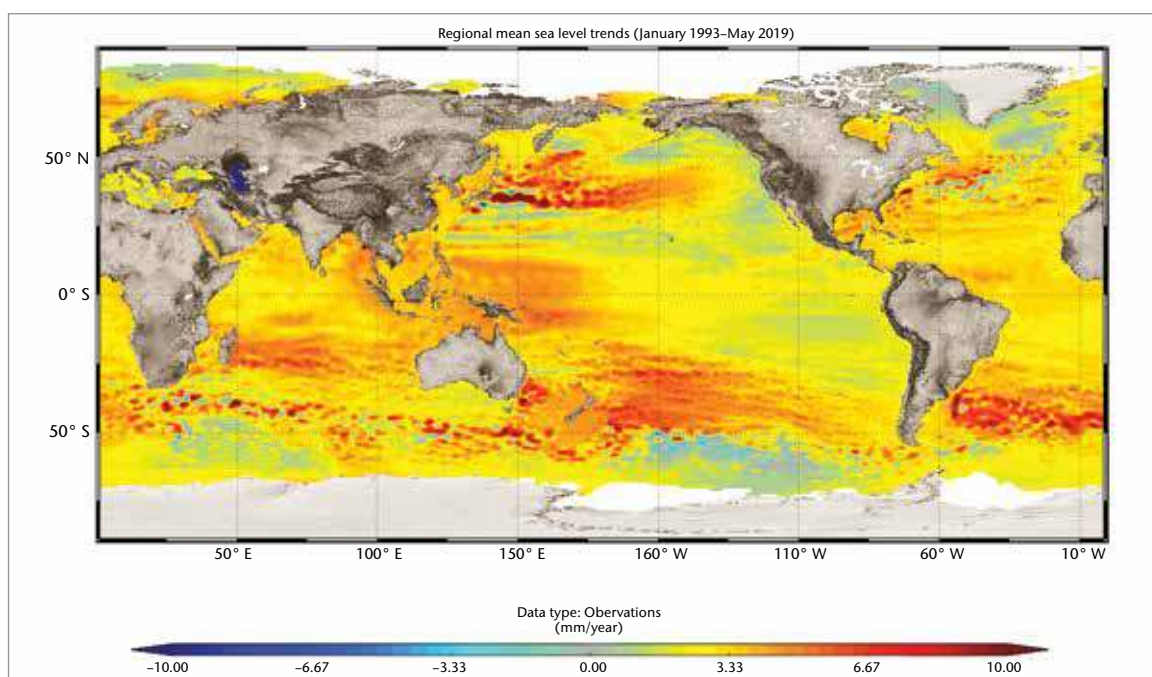 Regional mean sea level trends (January 1993–May 2019)
50° N
0° S
50° S
50° E 100° E 150° E 160° W 110° W 60° W 10° W
Data type: Obervations
(mm/year)
–10.00 –6.67 –3.33 0.00 3.33 6.67 10.00